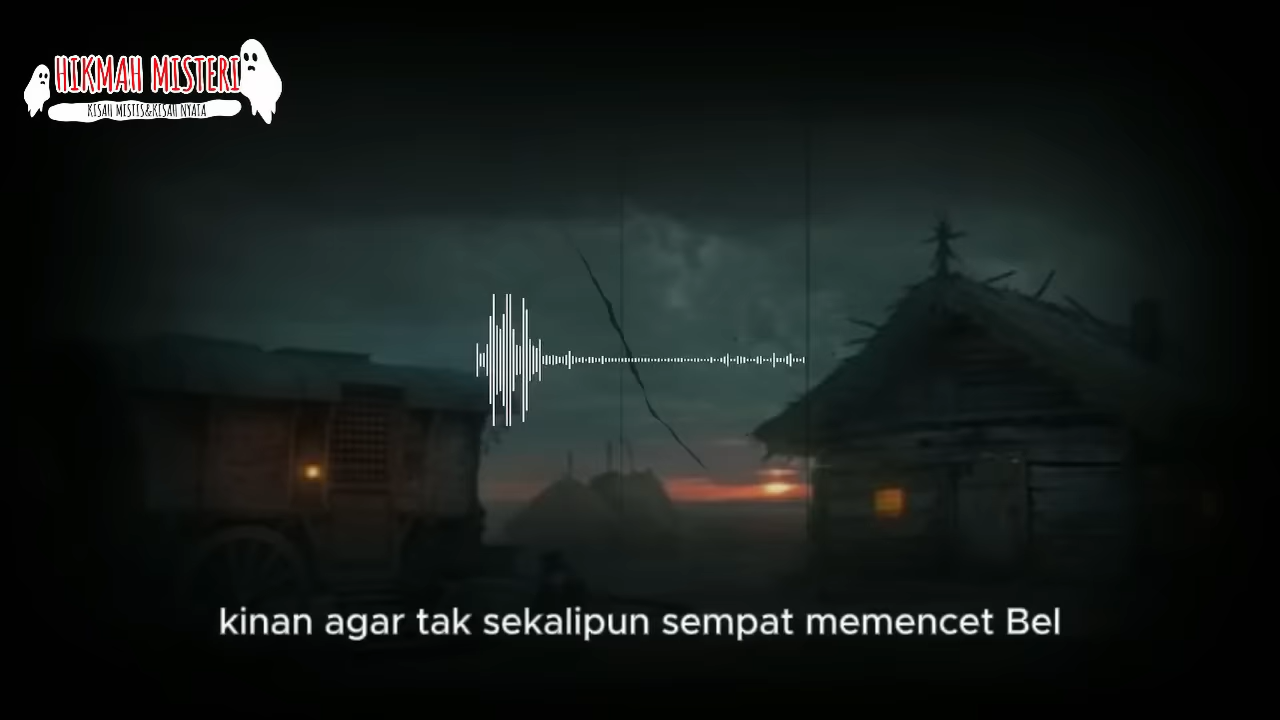 HIKMAH MISTERI
KISAH MISTIS&KISAH NYATA
kinan agar tak sekalipun sempat memencet Bel